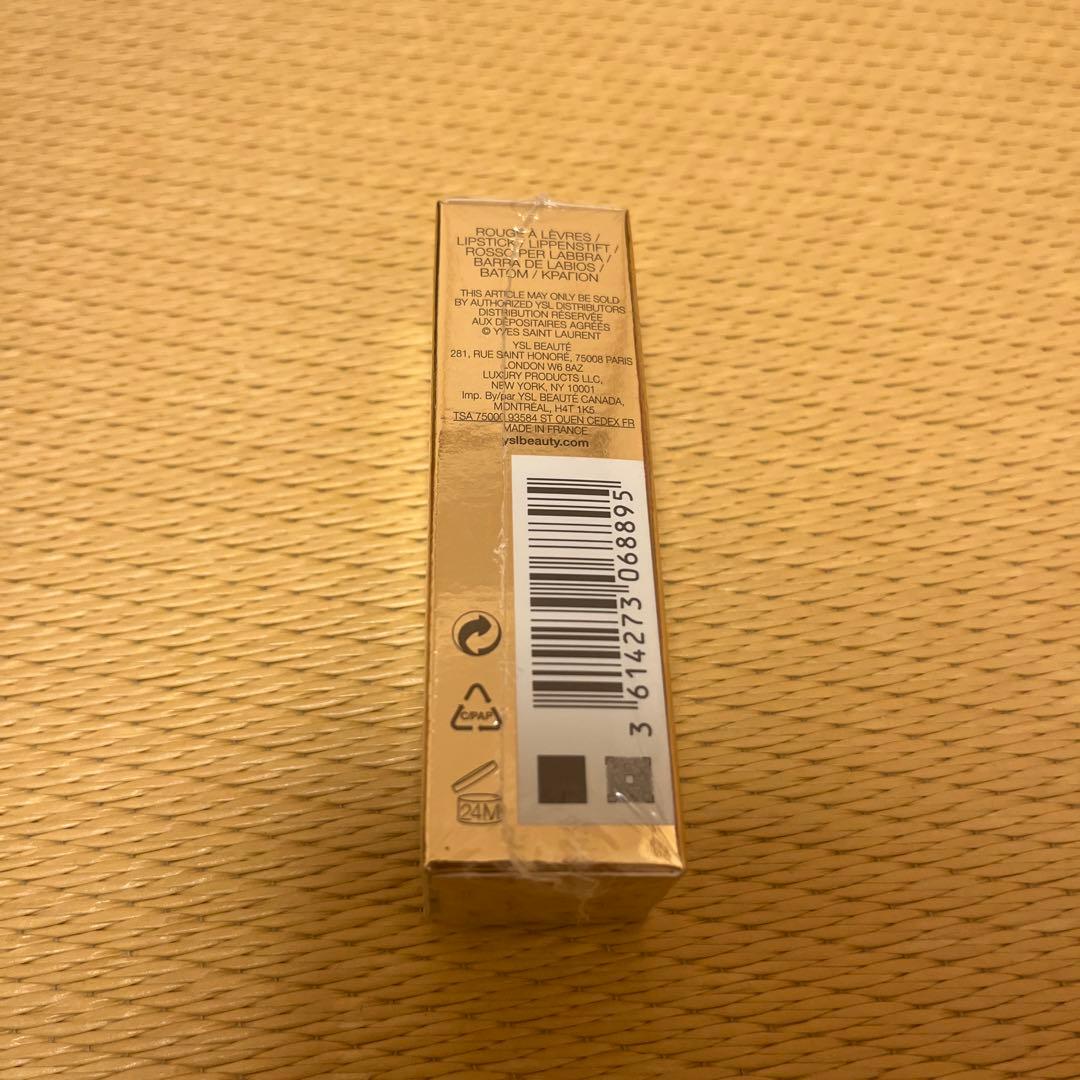 ROUGE À LÈVRES /
LIPSTICK / LIPPENSTIFT /
ROSSO PER LABBRA /
BARRA DE LABIOS /
BATOM / КРАГІОN
THIS ARTICLE MAY ONLY BE SOLD
BY AUTHORIZED YSL DISTRIBUTORS
DISTRIBUTION RÉSERVÉE
AUX DÉPOSITAIRES AGRÉÉS
© YVES SAINT LAURENT
YSL BEAUTÉ
281, RUE SAINT HONORÉ, 75008 PARIS
LONDON W6 8AZ
LUXURY PRODUCTS LLC,
NEW YORK, NY 10001
Imp. By/par YSL BEAUTÉ CANADA,
MONTRÉAL, H4T 1K5
TSA 75000 93584 ST OUEN CEDEX FR
MADE IN FRANCE
yslbeauty.com
3 614273 068895
C/PAP
24M